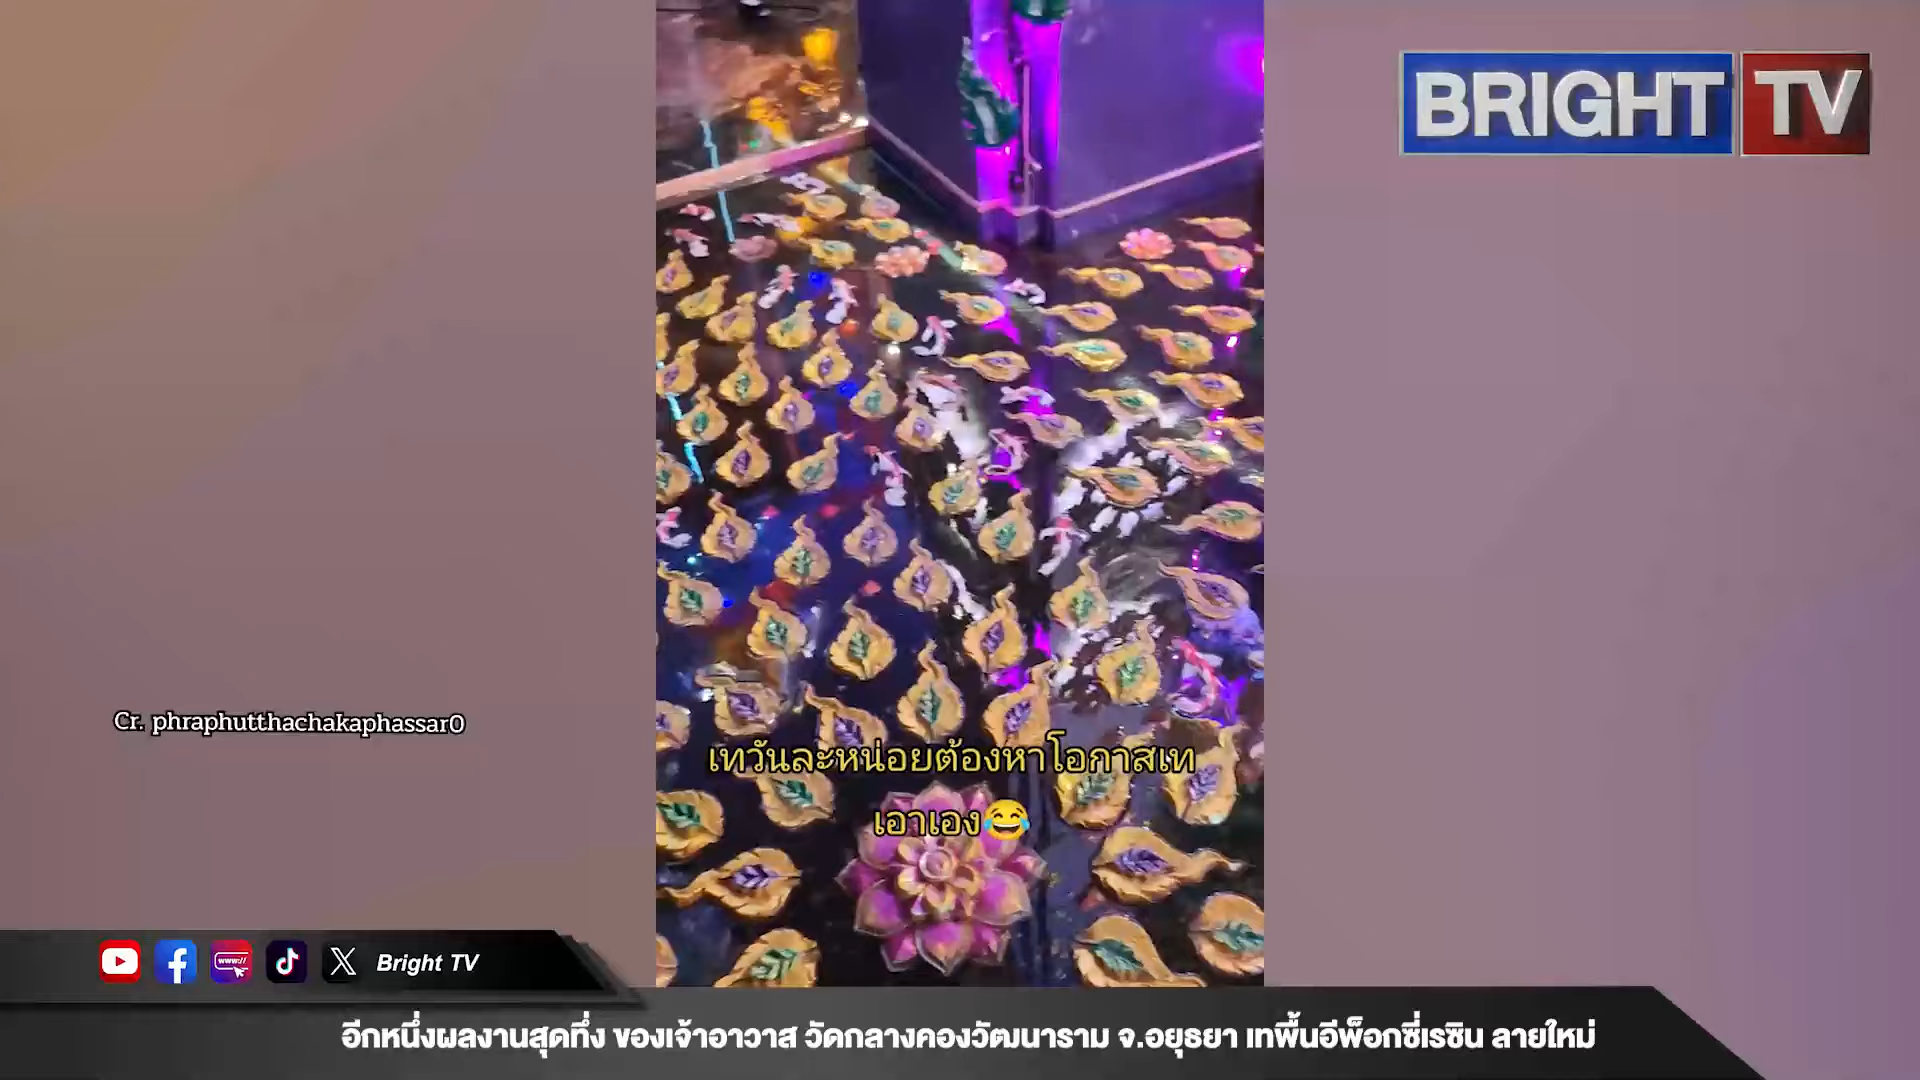 BRIGHT TV
Cr. phraphutthachakaphassar0
เทวันละหน่อยต้องหาโอกาสเท
เอาเอง😂
www://
Bright TV
อีกหนึ่งผลงานสุดทึ่ง ของเจ้าอาวาส วัดกลางคองวัฒนาราม จ.อยุธยา เทพื้นอีพ็อกซี่เรซิน ลายใหม่